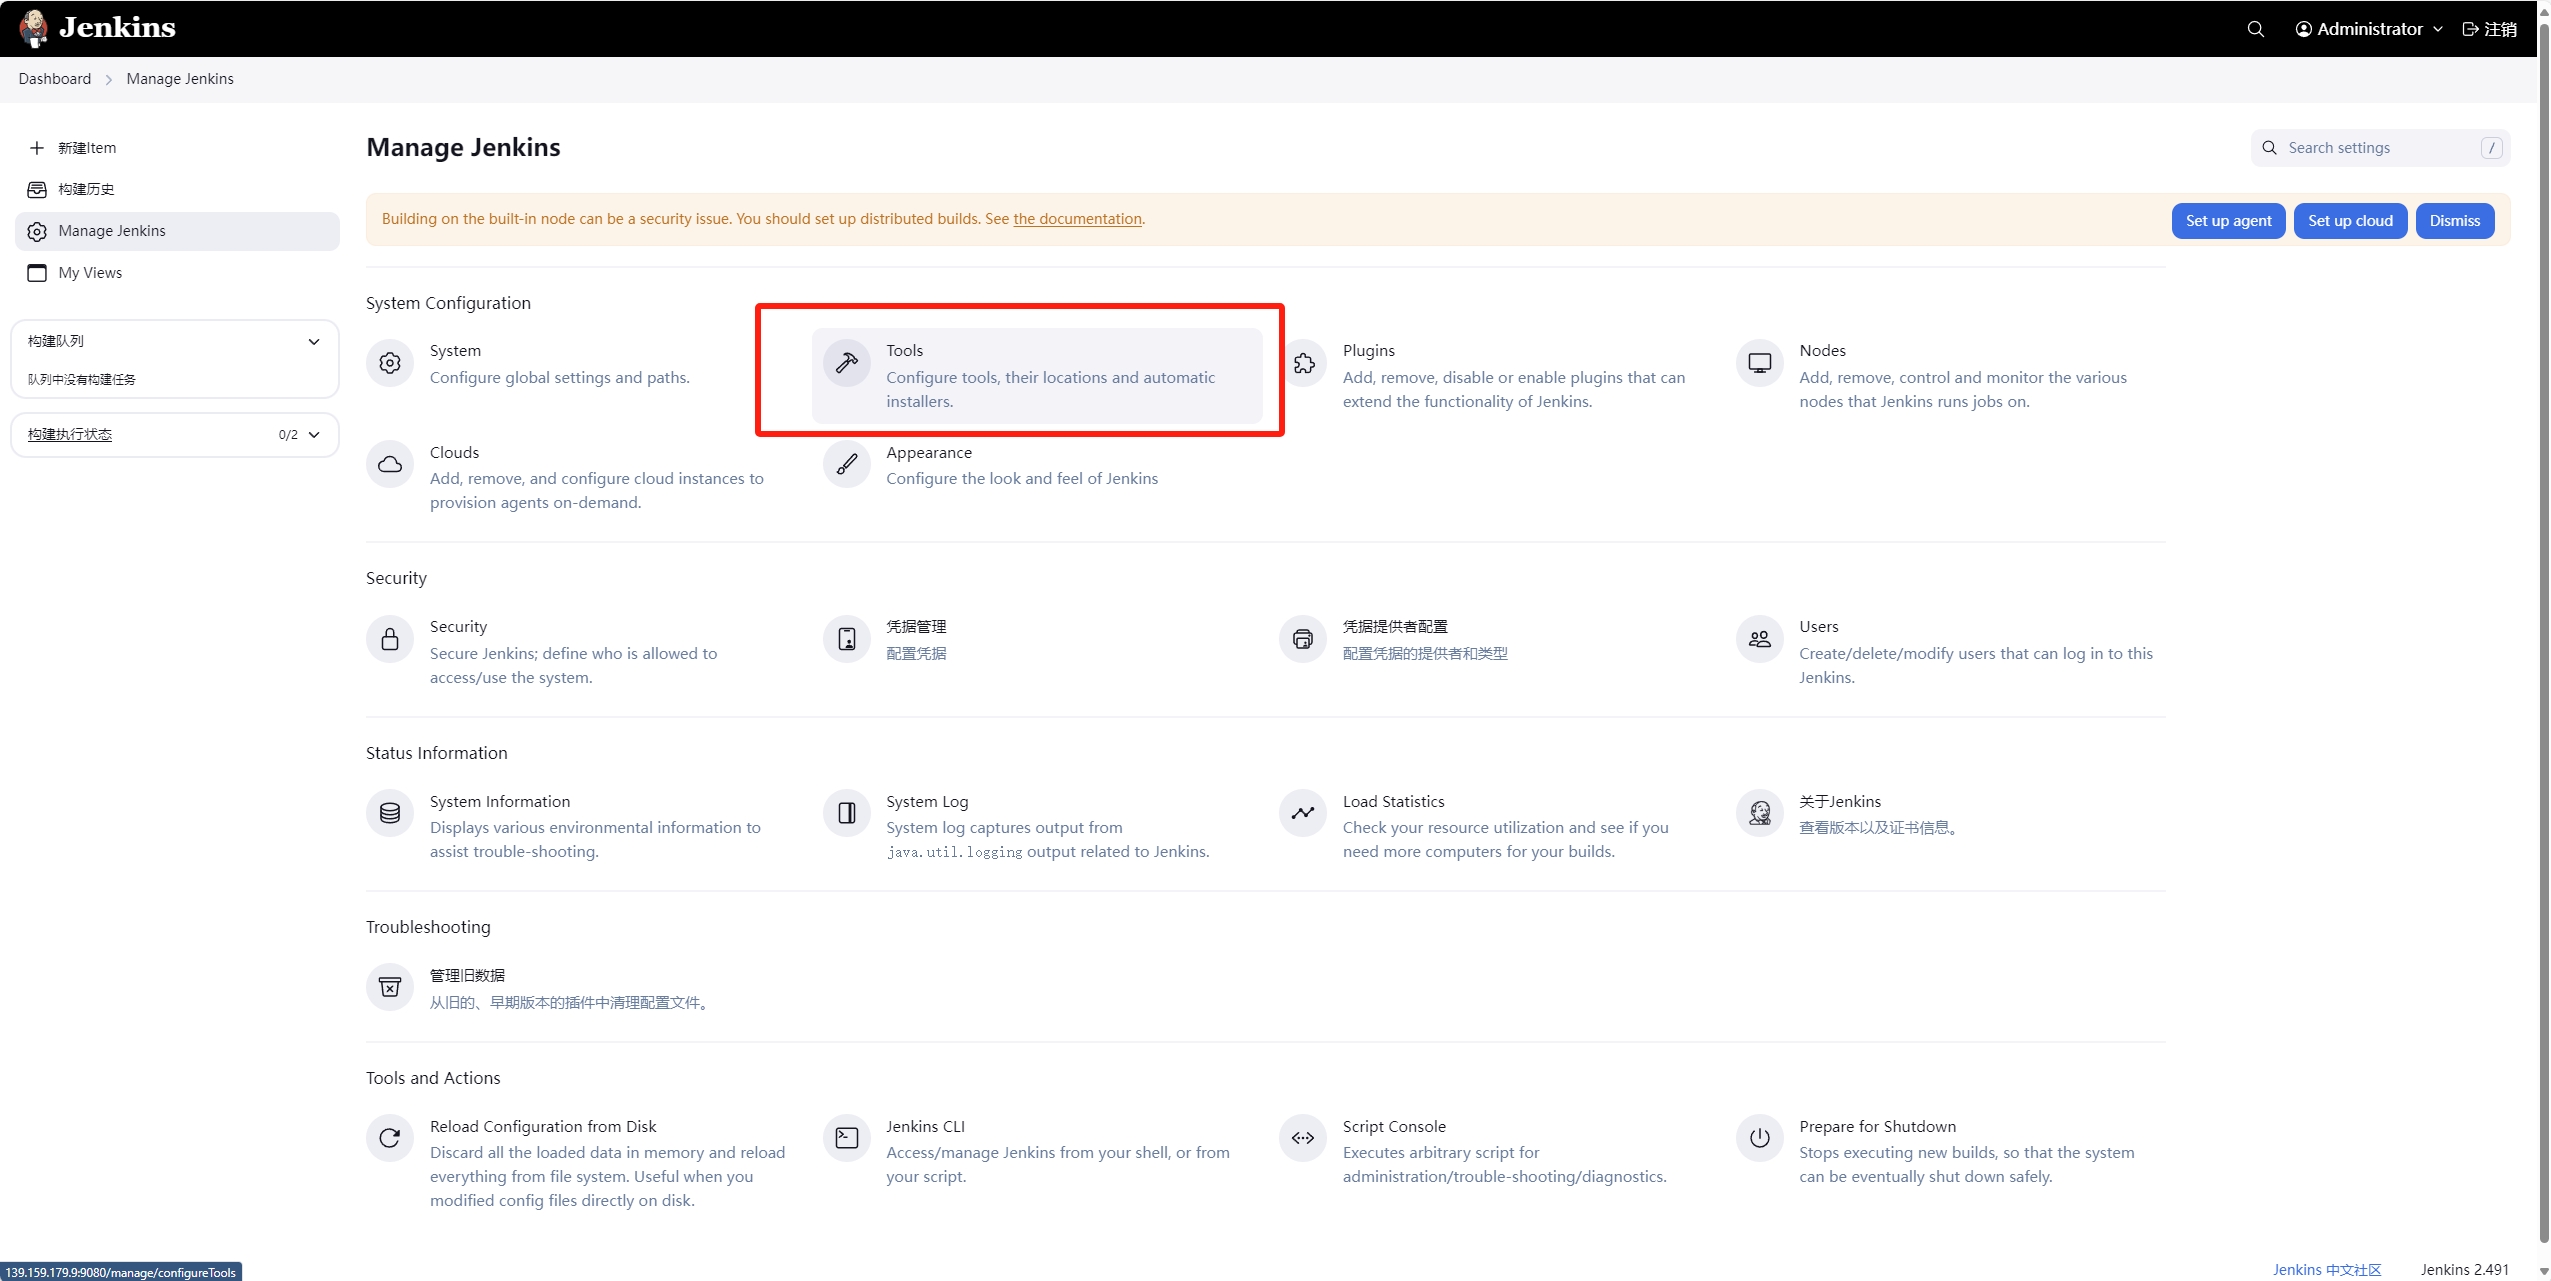 Jenkins
Administrator
注销
Dashboard
Manage Jenkins
新建Item
构建历史
Manage Jenkins
My Views
构建队列
队列中没有构建任务
构建执行状态
0/2
Manage Jenkins
Search settings
/
Building on the built-in node can be a security issue. You should set up distributed builds. See the documentation.
Set up agent
Set up cloud
Dismiss
System Configuration
System
Configure global settings and paths.
Tools
Configure tools, their locations and automatic
installers.
Plugins
Add, remove, disable or enable plugins that can
extend the functionality of Jenkins.
Nodes
Add, remove, control and monitor the various
nodes that Jenkins runs jobs on.
Clouds
Add, remove, and configure cloud instances to
provision agents on-demand.
Appearance
Configure the look and feel of Jenkins
Security
Security
Secure Jenkins; define who is allowed to
access/use the system.
凭据管理
配置凭据
凭据提供者配置
配置凭据的提供者和类型
Users
Create/delete/modify users that can log in to this
Jenkins.
Status Information
System Information
Displays various environmental information to
assist trouble-shooting.
System Log
System log captures output from
java.util.logging output related to Jenkins.
Load Statistics
Check your resource utilization and see if you
need more computers for your builds.
关于Jenkins
查看版本以及证书信息。
Troubleshooting
管理旧数据
从旧的、早期版本的插件中清理配置文件。
Tools and Actions
Reload Configuration from Disk
Discard all the loaded data in memory and reload
everything from file system. Useful when you
modified config files directly on disk.
Jenkins CLI
Access/manage Jenkins from your shell, or from
your script.
Script Console
Executes arbitrary script for
administration/trouble-shooting/diagnostics.
Prepare for Shutdown
Stops executing new builds, so that the system
can be eventually shut down safely.
139.159.179.9:9080/manage/configureTools
Jenkins 中文社区
Jenkins 2.491